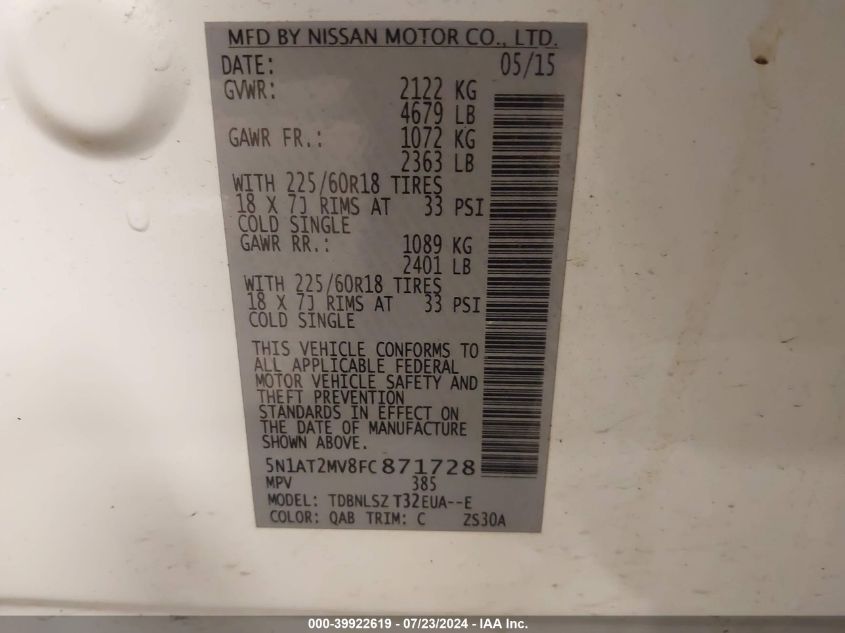 MFD BY NISSAN MOTOR CO., LTD.
DATE: 05/15
GVWR: 2122 KG
4679 LB
GAWR FR.: 1072 KG
2363 LB
WITH 225/60R18 TIRES
18 X 7J RIMS AT 33 PSI
COLD SINGLE
GAWR RR.: 1089 KG
2401 LB
WITH 225/60R18 TIRES
18 X 7J RIMS AT 33 PSI
COLD SINGLE
THIS VEHICLE CONFORMS TO
ALL APPLICABLE FEDERAL
MOTOR VEHICLE SAFETY AND
THEFT PREVENTION
STANDARDS IN EFFECT ON
THE DATE OF MANUFACTURE
SHOWN ABOVE.
5N1AT2MV8FC871728
MPV 385
MODEL: TDBNLSZ T32EUA--E
COLOR: QAB TRIM: C ZS30A
000-39922619 - 07/23/2024 - IAA Inc.